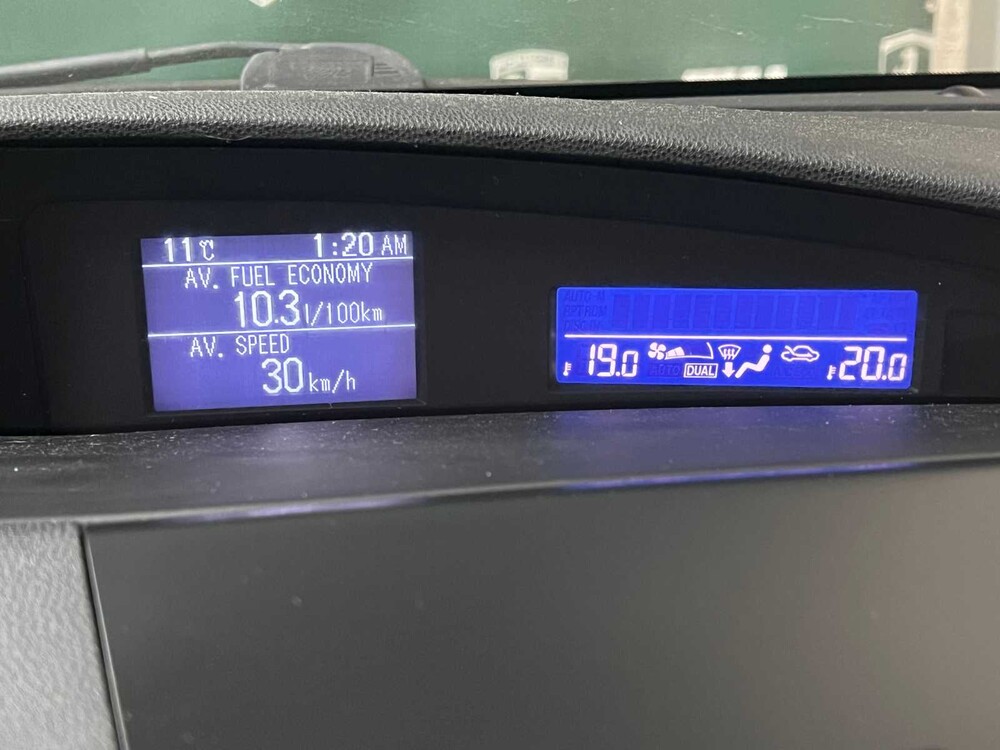 11℃ 1:20 AM
AV. FUEL ECONOMY
10.3 l/100km
AV. SPEED
30 km/h
19.0 DUAL 20.0